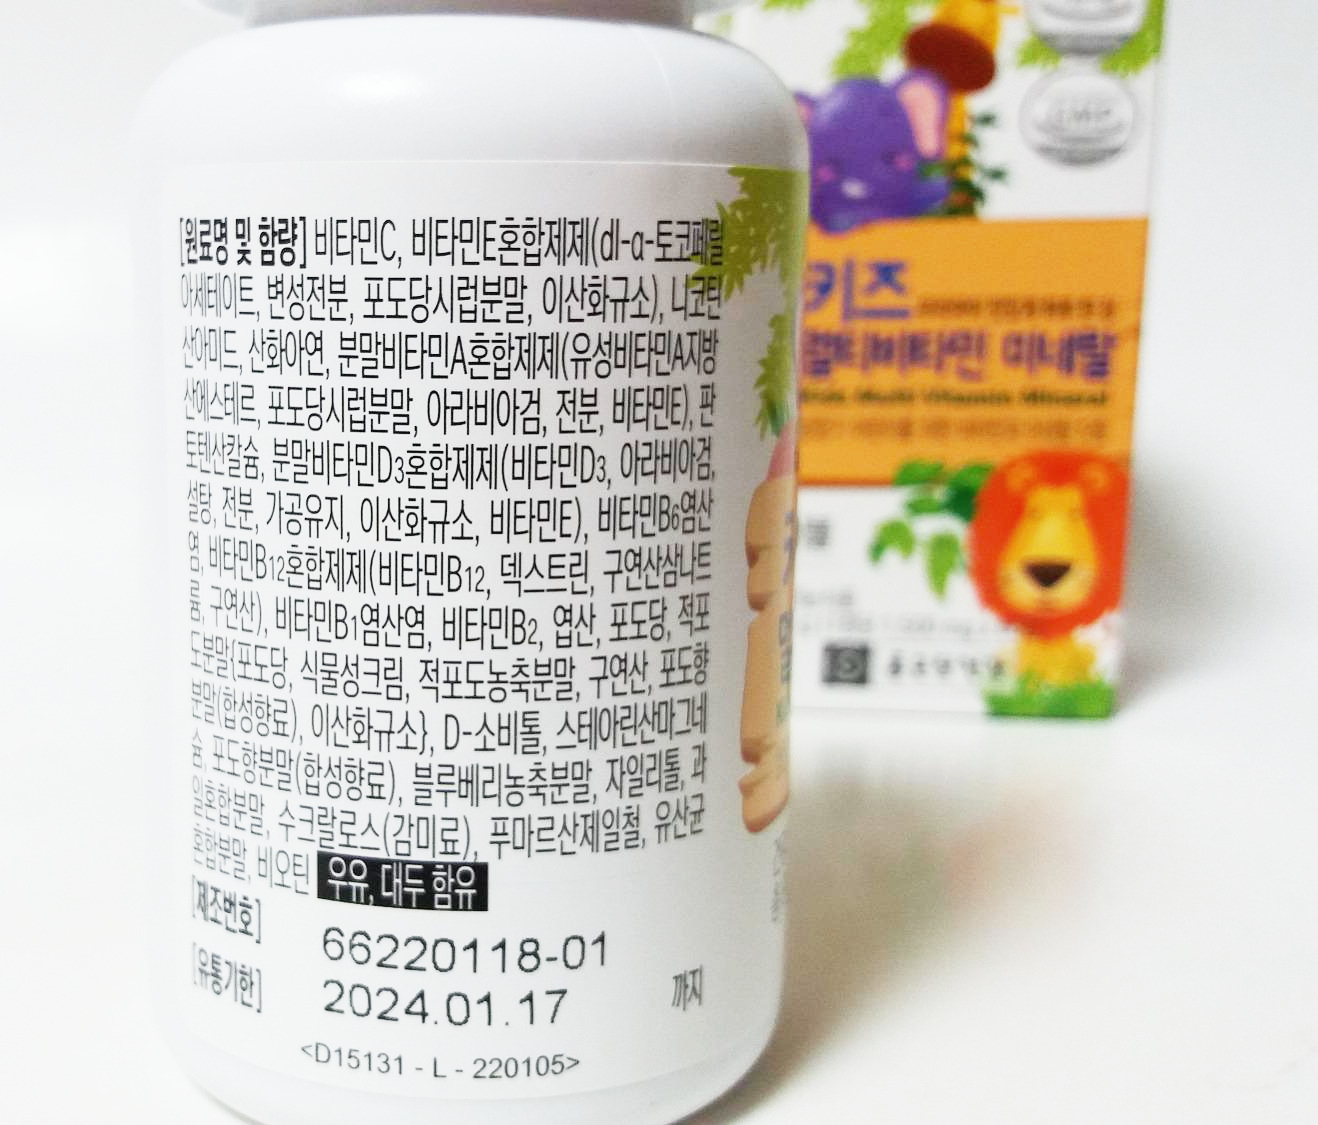 [원료명 및 함량] 비타민C, 비타민E혼합제제(dl-α-토코페릴
아세테이트, 변성전분, 포도당시럽분말, 이산화규소), 니코틴
산아미드, 산화아연, 분말비타민A혼합제제(유성비타민A지방
산에스테르, 포도당시럽분말, 아라비아검, 전분, 비타민E), 판
토텐산칼슘, 분말비타민D3혼합제제(비타민D3, 아라비아검,
설탕, 전분, 가공유지, 이산화규소, 비타민E), 비타민B6염산
염, 비타민B12혼합제제(비타민B12, 덱스트린, 구연산삼나트
륨, 구연산), 비타민B1염산염, 비타민B2, 엽산, 포도당, 적포
도분말{포도당, 식물성크림, 적포도농축분말, 구연산, 포도향
분말(합성향료), 이산화규소}, D-소비톨, 스테아린산마그네
슘, 포도향분말(합성향료), 블루베리농축분말, 자일리톨, 과
일혼합분말, 수크랄로스(감미료), 푸마르산제일철, 유산균
혼합분말, 비오틴 우유, 대두 함유
[제조번호] 66220118-01
[유통기한] 2024.01.17 까지
<D15131 - L - 220105>
키즈
멀티비타민 미네랄
Kids Multi Vitamin Mineral
GMP